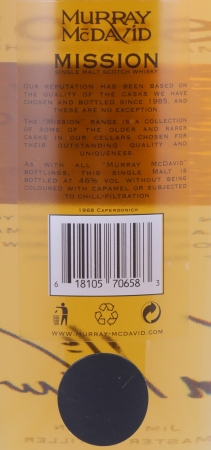 MURRAY
McDAVID
MISSION
SINGLE MALT SCOTCH WHISKY
OUR REPUTATION HAS BEEN BASED ON
THE QUALITY OF THE CASKS WE HAVE
CHOSEN AND BOTTLED SINCE 1985, AND
THESE ARE NO EXCEPTION.
THE "MISSION" RANGE IS A COLLECTION
OF SOME OF THE OLDER AND RARER
CASKS IN OUR CELLARS CHOSEN FOR
THEIR OUTSTANDING QUALITY AND
UNIQUENESS.
AS WITH ALL "MURRAY McDAVID"
BOTTLINGS, THIS SINGLE MALT IS
BOTTLED AT 46% VOL WITHOUT BEING
COLOURED WITH CARAMEL OR SUBJECTED
TO CHILL-FILTRATION
6 18105 70658 3
1968 CAPERDONICH
WWW.MURRAY-MCDAVID.COM
JIM
MASTER